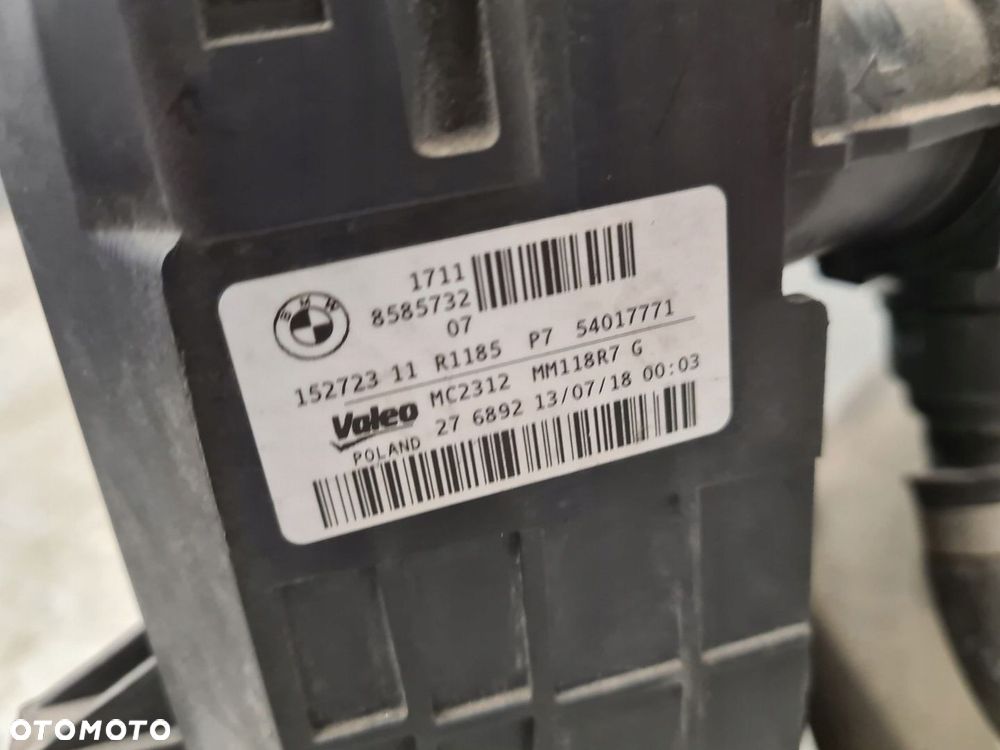 1711
8585732
07
BMW
152723 11 R1185 P7 54017771
Valeo MC2312 MM118R7 G
POLAND 27 6892 13/07/18 00:03
OTOMOTO